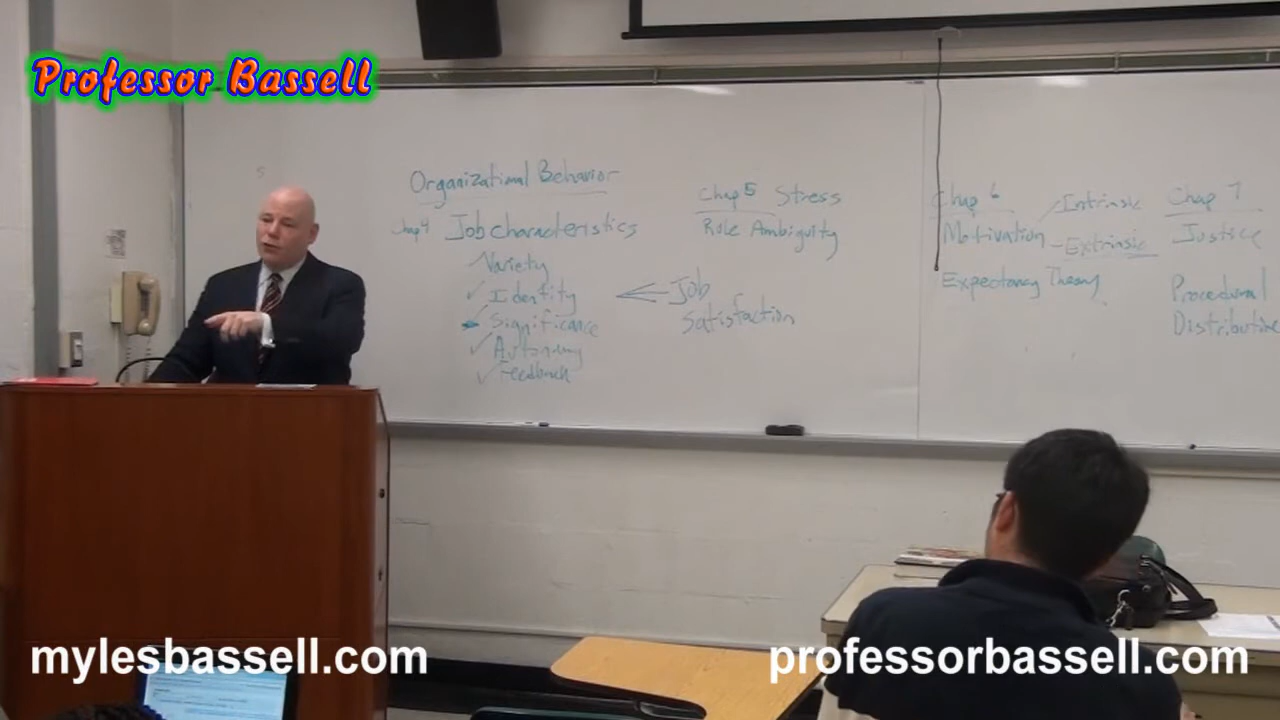 Professor Bassell
Organizational Behavior
Chap 4 Job characteristics
Variety
Identity
Significance
Autonomy
Feedback
Job
Satisfaction
Chap 5 Stress
Role Ambiguity
Chap 6
Motivation
Intrinsic
Extrinsic
Expectancy Theory
Chap 7
Justice
Procedural
Distributive
mylesbassell.com
professorbassell.com